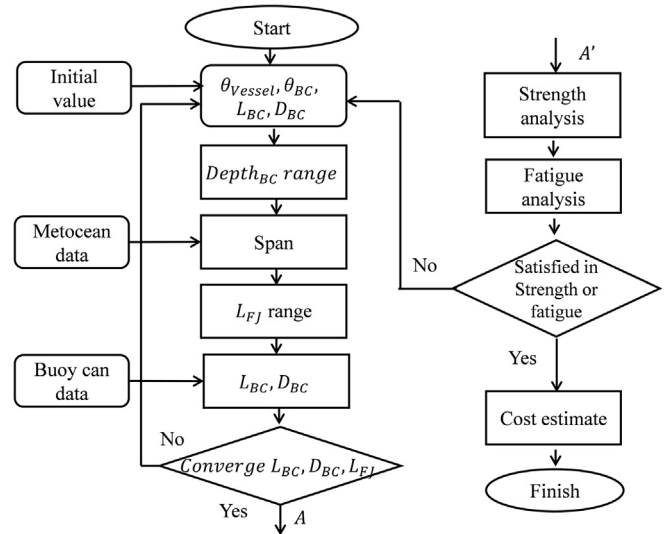 Start
Initial
value
θ_Vessel, θ_BC,
L_BC, D_BC
Depth_BC range
Metocean
data
Span
L_FJ range
Buoy can
data
L_BC, D_BC
No
Converge L_BC, D_BC, L_FJ
Yes
A
A'
Strength
analysis
Fatigue
analysis
No
Satisfied in
Strength or
fatigue
Yes
Cost estimate
Finish